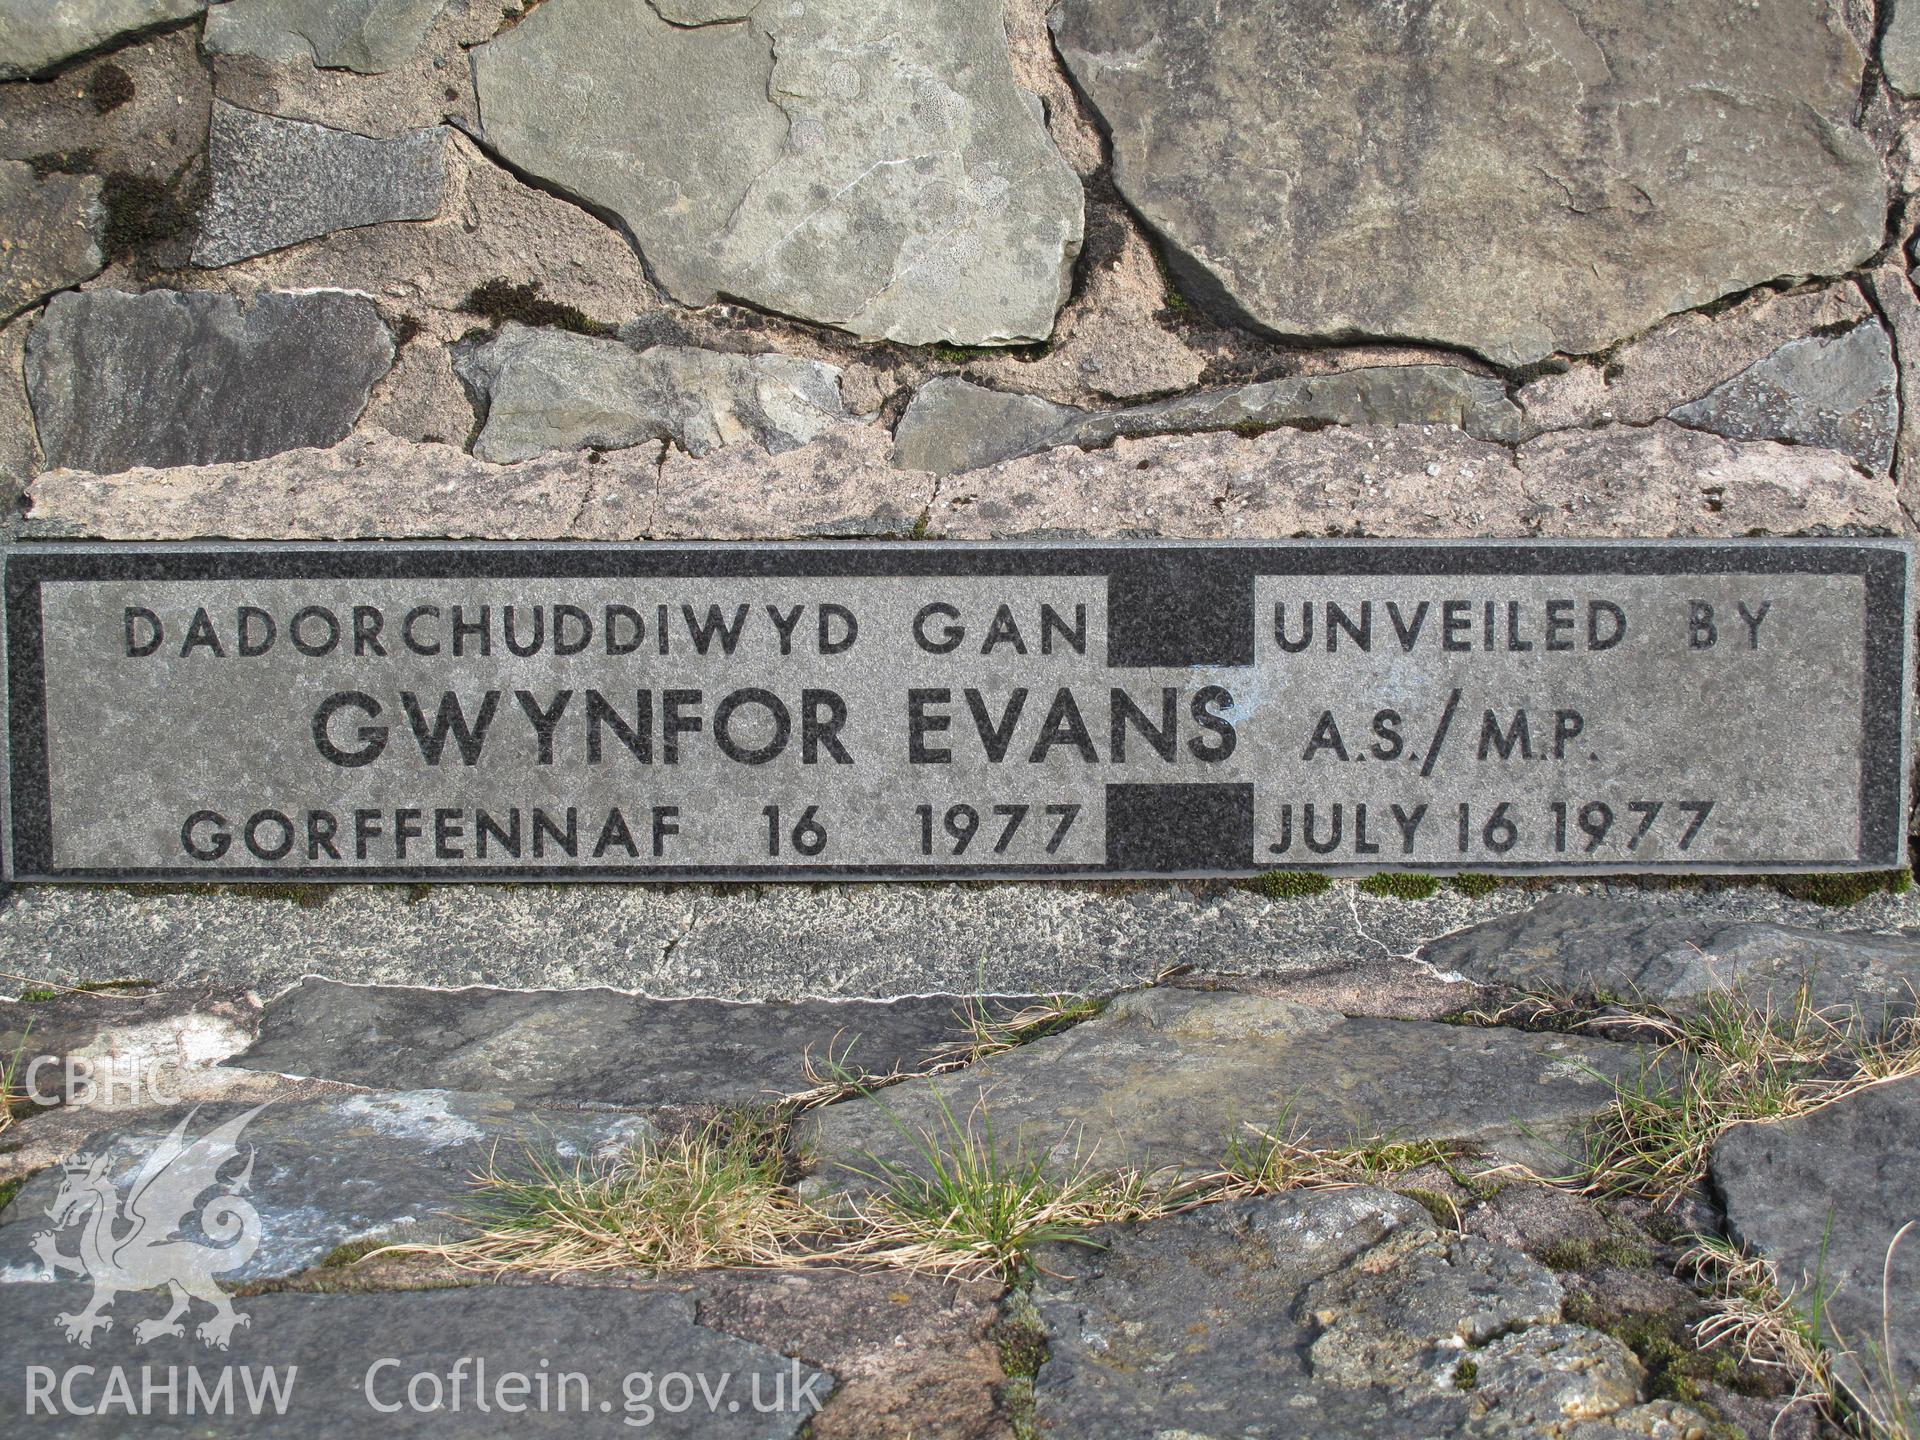 DADORCHUDDIWYD GAN UNVEILED BY
GWYNFOR EVANS A.S./M.P.
GORFFENNAF 16 1977 JULY 16 1977
CBHC
RCAHMW Coflein.gov.uk